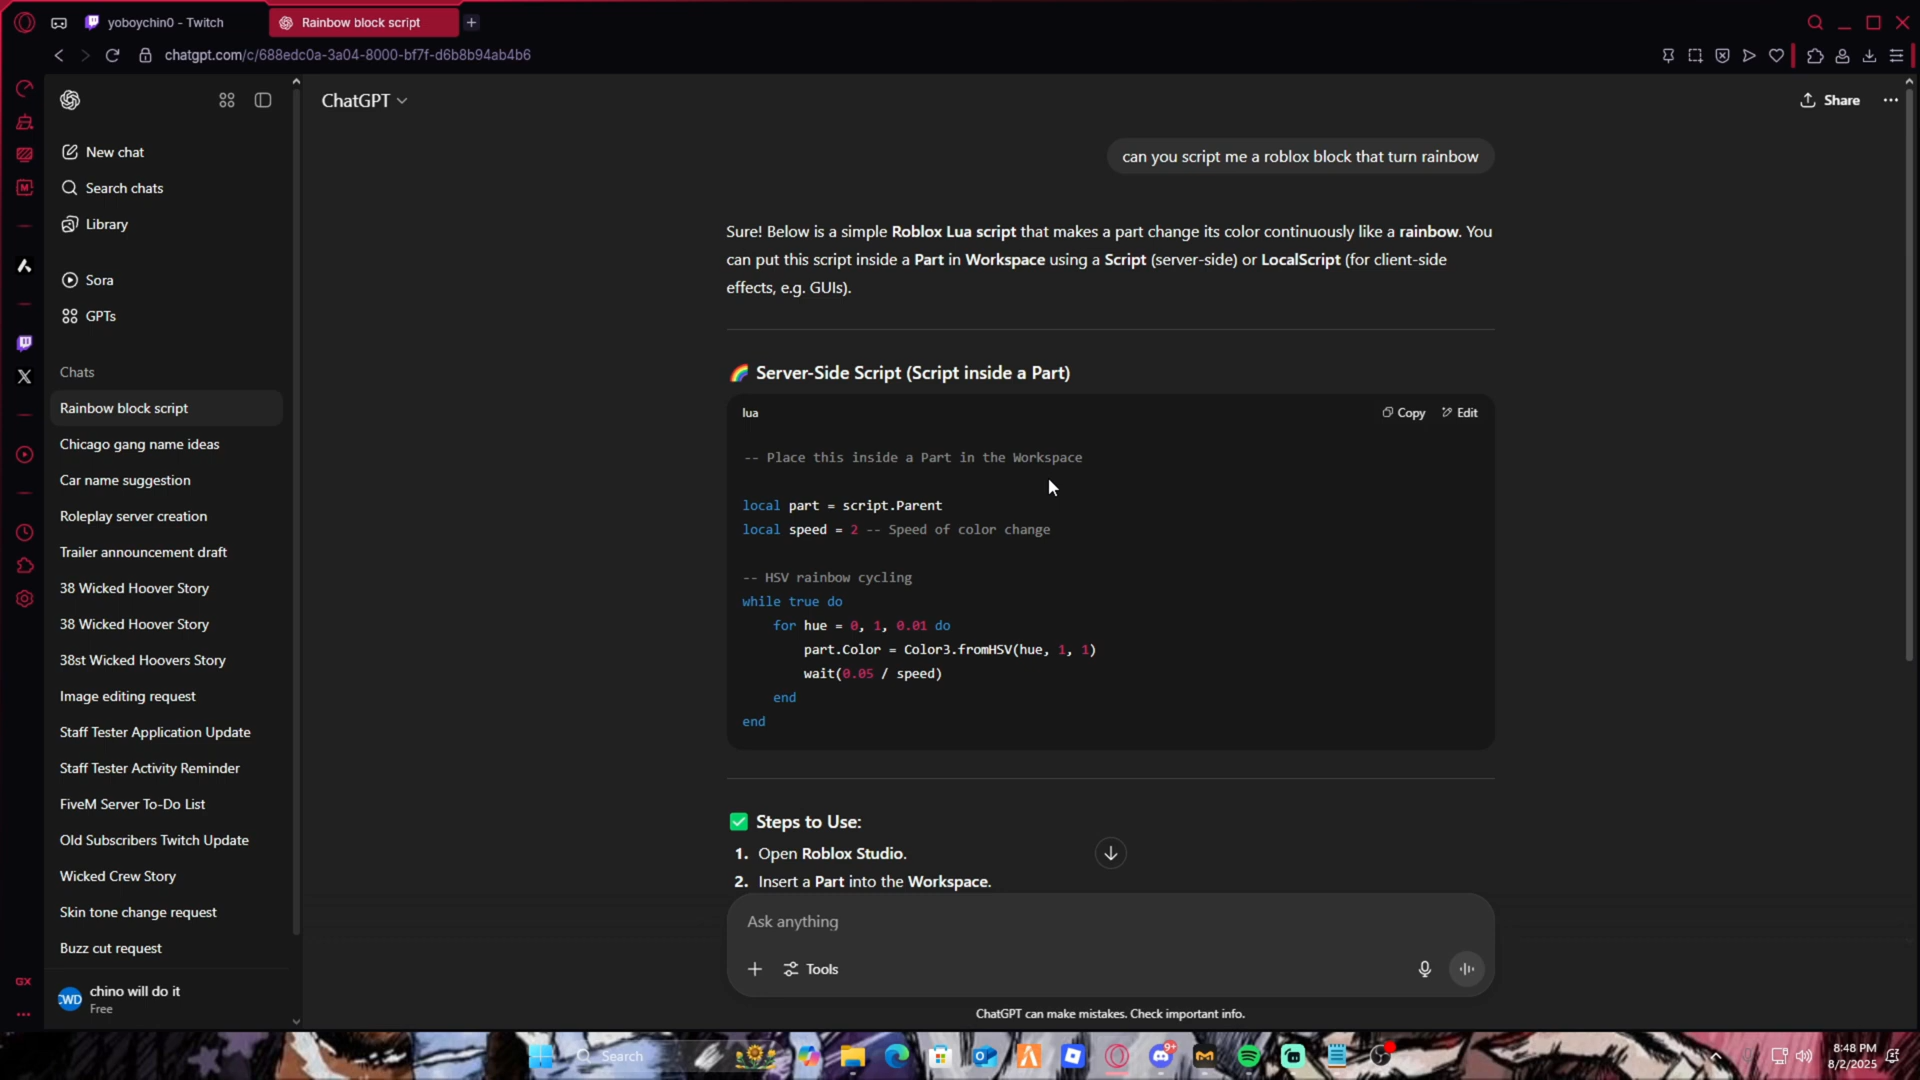 yoboychin0 - Twitch
Rainbow block script
chatgpt.com/c/688edc0a-3a04-8000-bf7f-d6b8b94ab4b6
ChatGPT
Share
New chat
Search chats
Library
Sora
GPTs
Chats
Rainbow block script
Chicago gang name ideas
Car name suggestion
Roleplay server creation
Trailer announcement draft
38 Wicked Hoover Story
38 Wicked Hoover Story
38st Wicked Hoovers Story
Image editing request
Staff Tester Application Update
Staff Tester Activity Reminder
FiveM Server To-Do List
Old Subscribers Twitch Update
Wicked Crew Story
Skin tone change request
Buzz cut request
CWD
chino will do it
Free
GX
can you script me a roblox block that turn rainbow
Sure! Below is a simple Roblox Lua script that makes a part change its color continuously like a rainbow. You
can put this script inside a Part in Workspace using a Script (server-side) or LocalScript (for client-side
effects, e.g. GUIs).
🌈 Server-Side Script (Script inside a Part)
lua
Copy
Edit
-- Place this inside a Part in the Workspace
local part = script.Parent
local speed = 2 -- Speed of color change
-- HSV rainbow cycling
while true do
for hue = 0, 1, 0.01 do
part.Color = Color3.fromHSV(hue, 1, 1)
wait(0.05 / speed)
end
end
✅ Steps to Use:
1. Open Roblox Studio.
2. Insert a Part into the Workspace.
Ask anything
Tools
ChatGPT can make mistakes. Check important info.
Search
9+
8:48 PM
8/2/2025